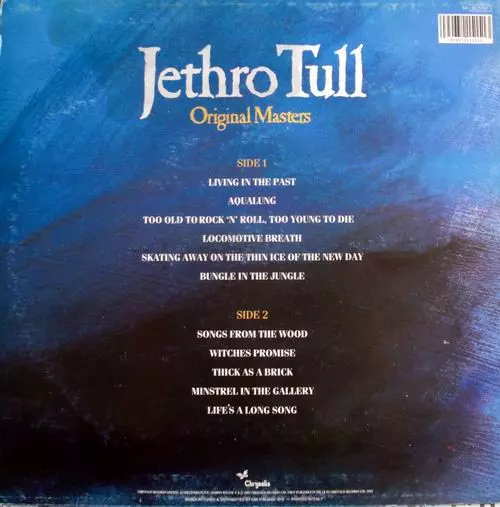 Jethro Tull
Original Masters
SIDE 1
LIVING IN THE PAST
AQUALUNG
TOO OLD TO ROCK 'N' ROLL, TOO YOUNG TO DIE
LOCOMOTIVE BREATH
SKATING AWAY ON THE THIN ICE OF THE NEW DAY
BUNGLE IN THE JUNGLE
SIDE 2
SONGS FROM THE WOOD
WITCHES PROMISE
THICK AS A BRICK
MINSTREL IN THE GALLERY
LIFE'S A LONG SONG
Chrysalis